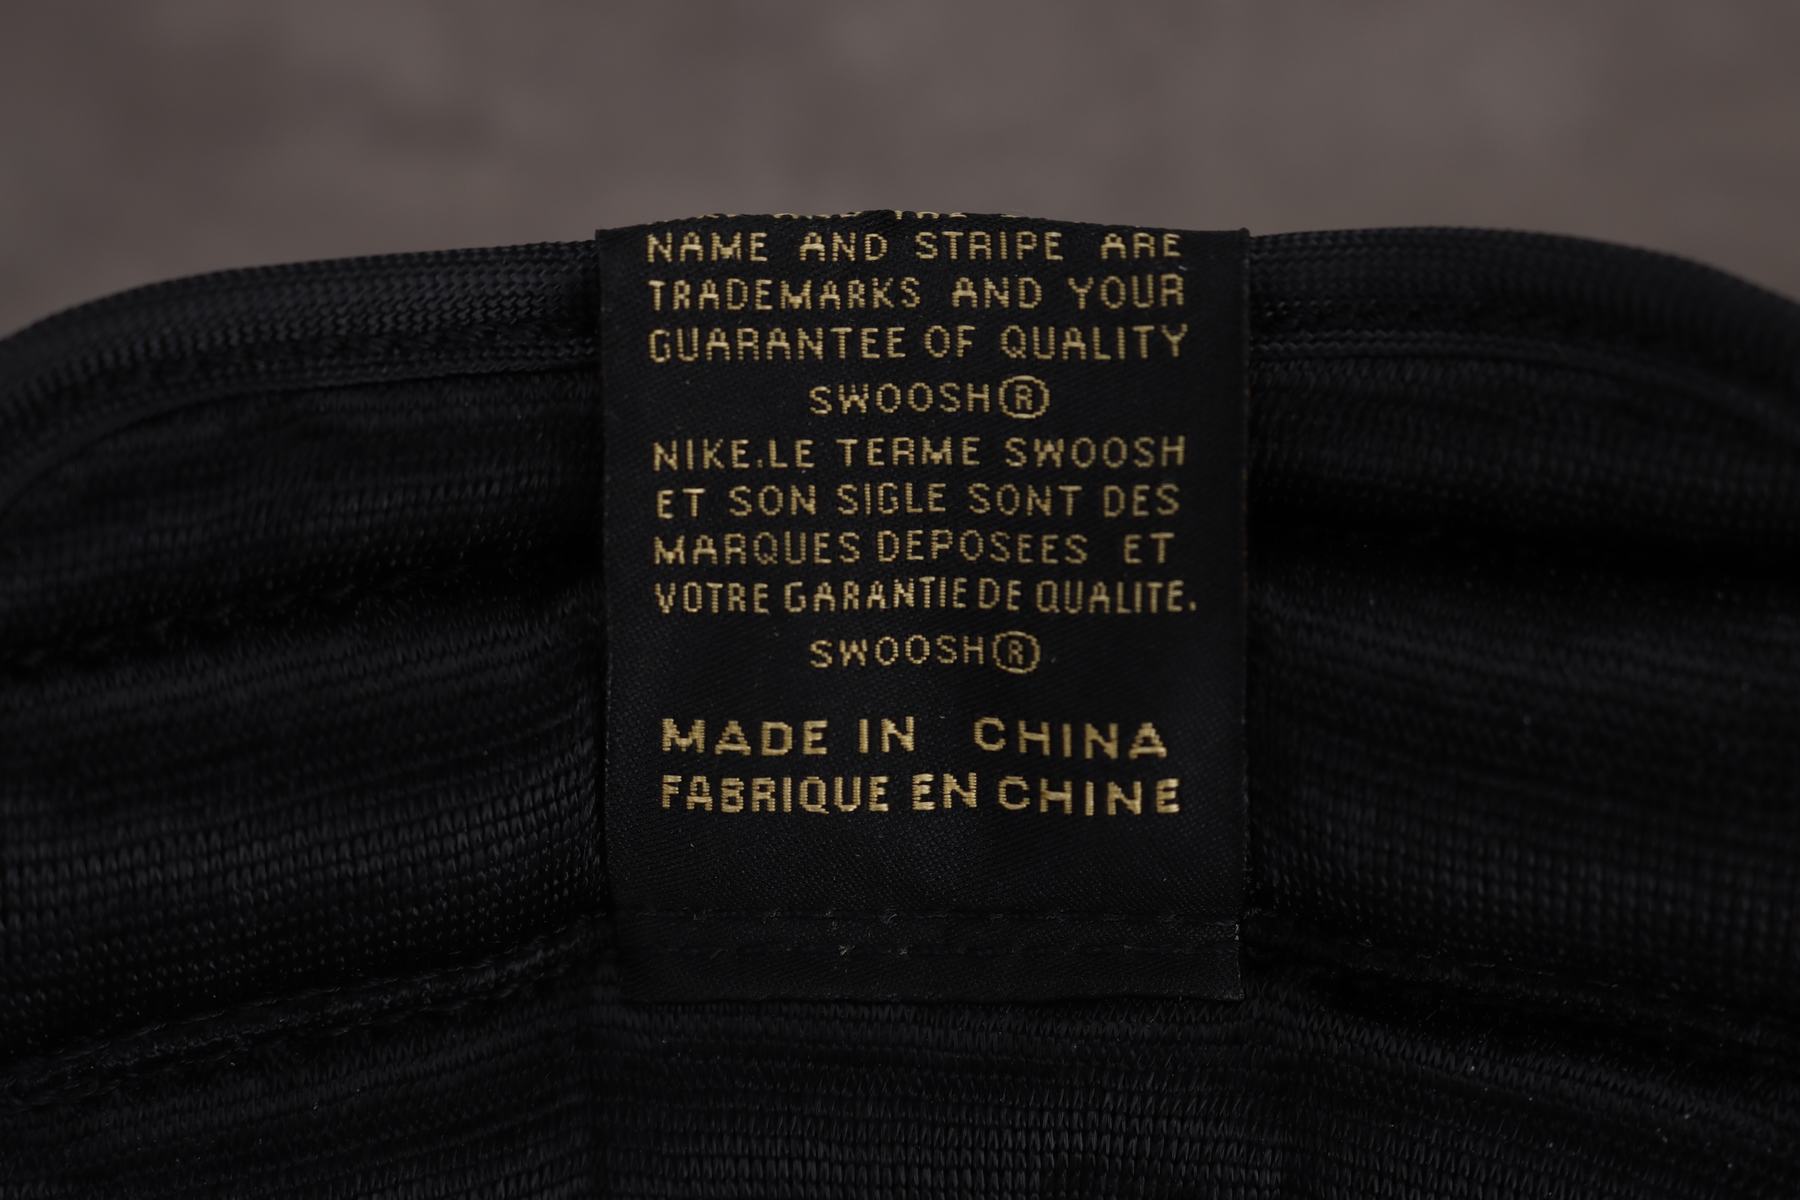 NAME AND STRIPE ARE
TRADEMARKS AND YOUR
GUARANTEE OF QUALITY
SWOOSH®
NIKE.LE TERME SWOOSH
ET SON SIGLE SONT DES
MARQUES DEPOSEES ET
VOTRE GARANTIE DE QUALITE.
SWOOSH®
MADE IN CHINA
FABRIQUE EN CHINE